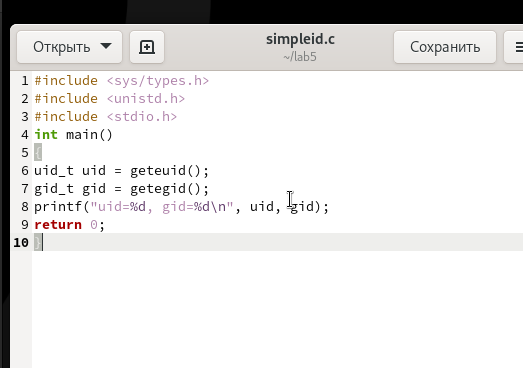 Открыть
simpleid.c
~/lab5
Сохранить
1 #include <sys/types.h>
2 #include <unistd.h>
3 #include <stdio.h>
4 int main()
5 {
6 uid_t uid = geteuid();
7 gid_t gid = getegid();
8 printf("uid=%d, gid=%d\n", uid, gid);
9 return 0;
10 }